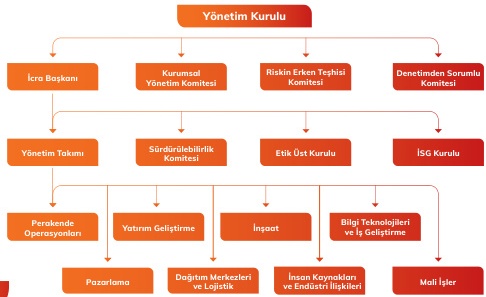 Yönetim Kurulu
İcra Başkanı
Kurumsal
Yönetim Komitesi
Riskin Erken Teşhisi
Komitesi
Denetimden Sorumlu
Komitesi
Yönetim Takımı
Sürdürülebilirlik
Komitesi
Etik Üst Kurulu
İSG Kurulu
Perakende
Operasyonları
Yatırım Geliştirme
İnşaat
Bilgi Teknolojileri
ve İş Geliştirme
Pazarlama
Dağıtım Merkezleri
ve Lojistik
İnsan Kaynakları
ve Endüstri İlişkileri
Mali İşler